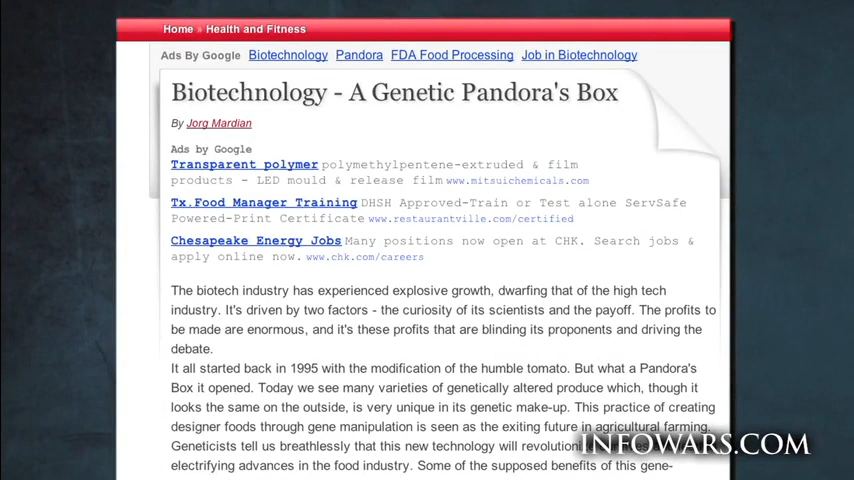 Home » Health and Fitness
Ads By Google Biotechnology Pandora FDA Food Processing Job in Biotechnology
Biotechnology - A Genetic Pandora's Box
By Jorg Mardian
Ads by Google
Transparent polymer polymethylpentene-extruded & film
products - LED mould & release film www.mitsuichemicals.com
Tx.Food Manager Training DHSH Approved-Train or Test alone ServSafe
Powered-Print Certificate www.restaurantville.com/certified
Chesapeake Energy Jobs Many positions now open at CHK. Search jobs &
apply online now. www.chk.com/careers
The biotech industry has experienced explosive growth, dwarfing that of the high tech
industry. It's driven by two factors - the curiosity of its scientists and the payoff. The profits to
be made are enormous, and it's these profits that are blinding its proponents and driving the
debate.
It all started back in 1995 with the modification of the humble tomato. But what a Pandora's
Box it opened. Today we see many varieties of genetically altered produce which, though it
looks the same on the outside, is very unique in its genetic make-up. This practice of creating
designer foods through gene manipulation is seen as the exiting future in agricultural farming.
Geneticists tell us breathlessly that this new technology will
electrifying advances in the food industry. Some of the supposed benefits of this gene-
INFOWARS.COM